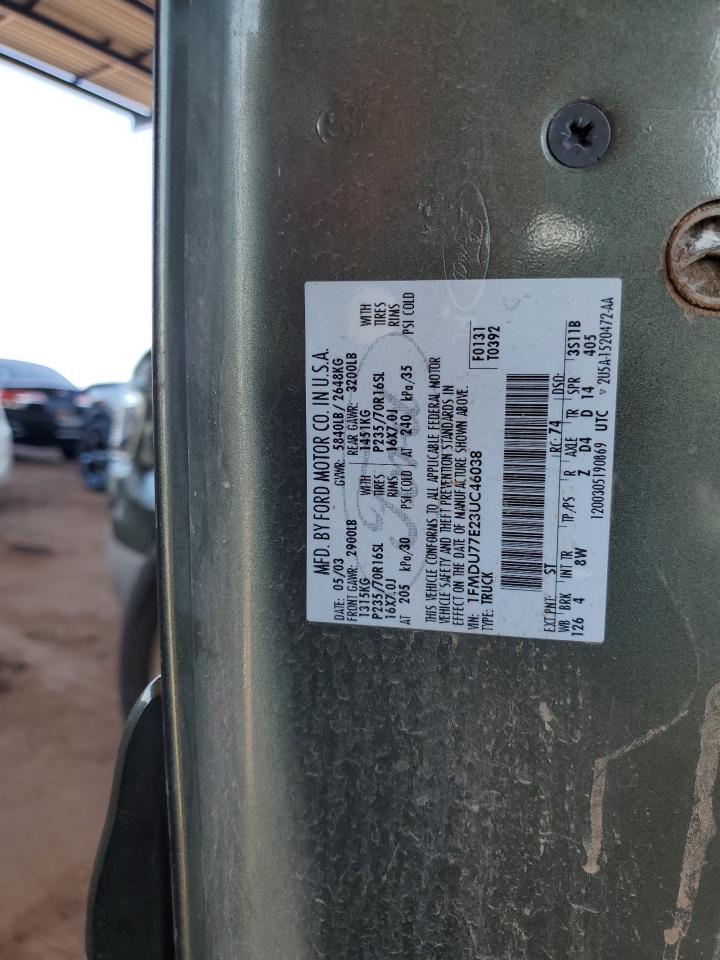 MFD. BY FORD MOTOR CO. IN U.S.A.
DATE: 05/03 GVWR: 5840LB/2648KG
FRONT GAWR: 2900LB REAR GAWR: 3200LB
1315KG WITH 1451KG WITH
P235/70R16SL TIRES P235/70R16SL TIRES
16X7.0J RIMS 16X7.0J RIMS
AT 205 kPa/30 PSI COLD AT 240 kPa/35 PSI COLD
THIS VEHICLE CONFORMS TO ALL APPLICABLE FEDERAL MOTOR
VEHICLE SAFETY AND THEFT PREVENTION STANDARDS IN
EFFECT ON THE DATE OF MANUFACTURE SHOWN ABOVE.
VIN: 1FMDU77E23UC46038 F0131
TYPE: TRUCK T0392
EXT PNT: ST RC: 74 DSO: 3S11B
WB BRK INT TR TP/PS R AXLE TR SPR 405
126 4 8W Z D4 D 14
1200305190869 UTC 2U5A-1520472-AA
Ford